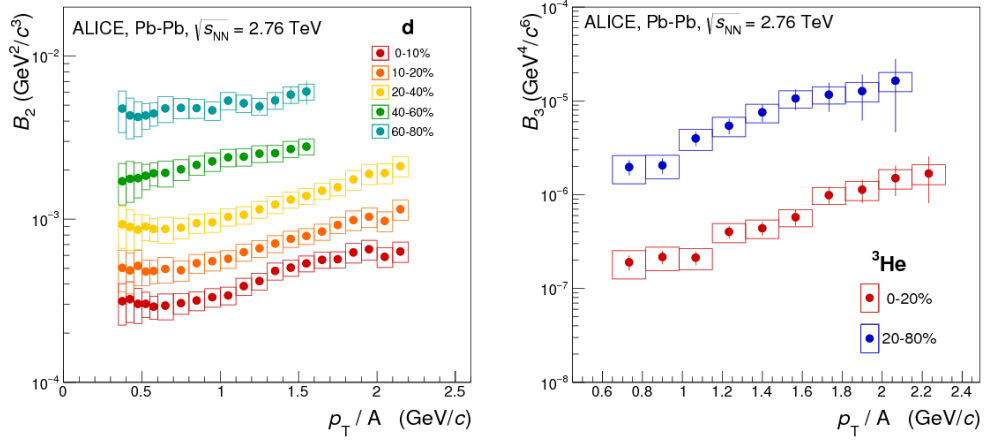 ALICE, Pb-Pb, √sNN = 2.76 TeV
d
0-10%
10-20%
20-40%
40-60%
60-80%
B2 (GeV²/c³)
10⁻²
10⁻³
10⁻⁴
0 0.5 1 1.5 2 2.5
pT / A (GeV/c)
ALICE, Pb-Pb, √sNN = 2.76 TeV
B3 (GeV⁴/c⁶)
10⁻⁴
10⁻⁵
10⁻⁶
10⁻⁷
10⁻⁸
³He
0-20%
20-80%
0.6 0.8 1 1.2 1.4 1.6 1.8 2 2.2 2.4
pT / A (GeV/c)